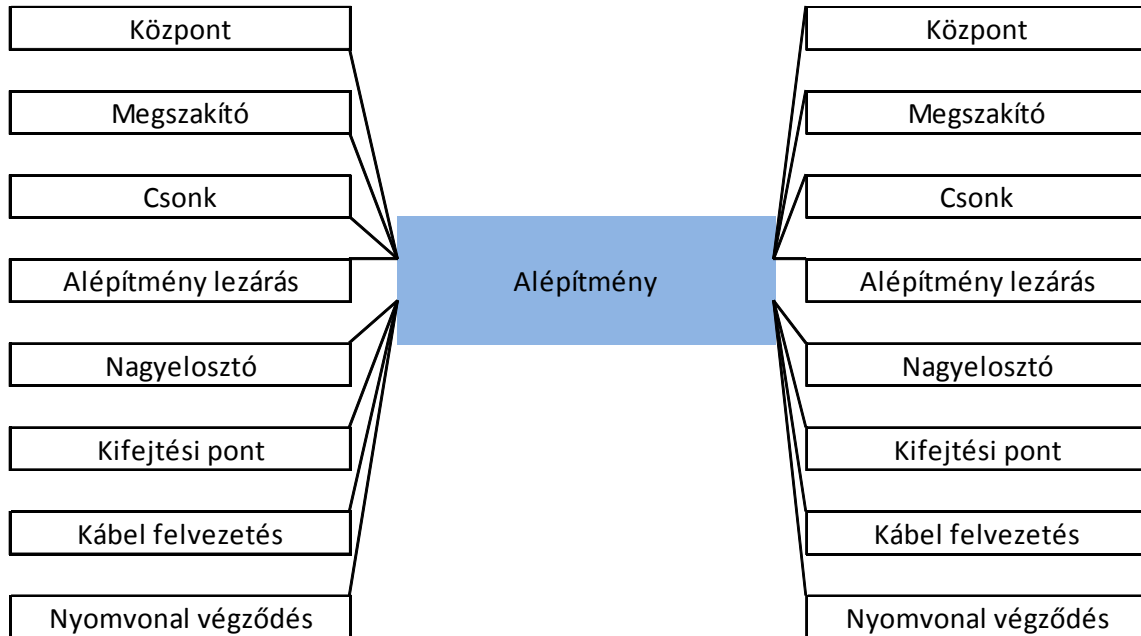 Központ
Megszakító
Csonk
Alépítmény lezárás
Nagyelosztó
Kifejtési pont
Kábel felvezetés
Nyomvonal végződés
Alépítmény
Központ
Megszakító
Csonk
Alépítmény lezárás
Nagyelosztó
Kifejtési pont
Kábel felvezetés
Nyomvonal végződés